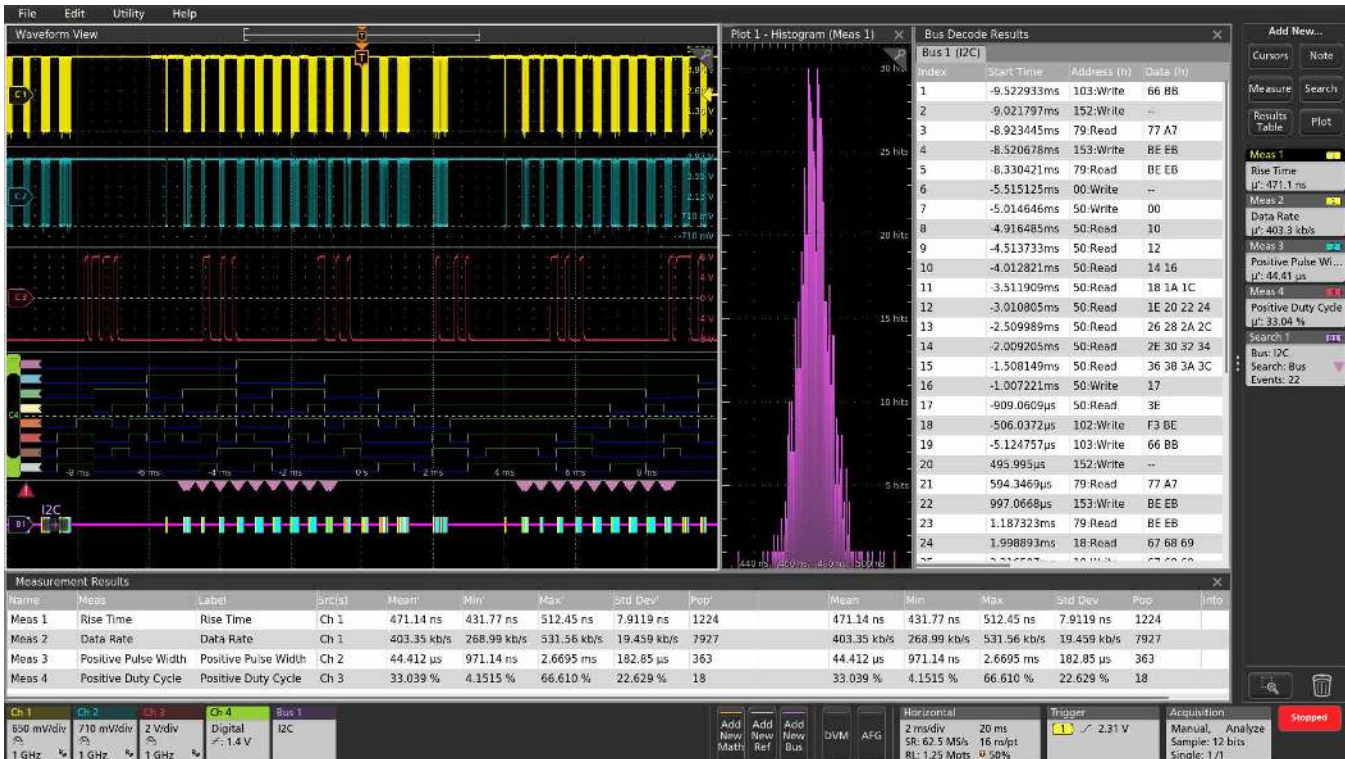 File Edit Utility Help
Waveform View
Plot 1 - Histogram (Meas 1)
Bus Decode Results
Add New...
Cursors Note
Measure Search
Results Table Plot
Bus 1 (I2C)
Index Start Time Address (h) Data (h)
1 -9.522933ms 103:Write 66 BB
2 -9.021797ms 152:Write --
3 -8.923445ms 79:Read 77 A7
4 -8.520678ms 153:Write BE EB
5 -8.330421ms 79:Read BE EB
6 -5.515125ms 00:Write --
7 -5.014646ms 50:Write 00
8 -4.916485ms 50:Read 10
9 -4.513733ms 50:Read 12
10 -4.012821ms 50:Read 14 16
11 -3.511909ms 50:Read 18 1A 1C
12 -3.010805ms 50:Read 1E 20 22 24
13 -2.509989ms 50:Read 26 28 2A 2C
14 -2.009205ms 50:Read 2E 30 32 34
15 -1.508149ms 50:Read 36 38 3A 3C
16 -1.007221ms 50:Write 17
17 -909.0609µs 50:Read 3E
18 -506.0372µs 102:Write F3 BE
19 -5.124757µs 103:Write 66 BB
20 495.995µs 152:Write --
21 594.3469µs 79:Read 77 A7
22 997.0668µs 153:Write BE EB
23 1.187323ms 79:Read BE EB
24 1.998893ms 18:Read 67 68 69
30 hits
25 hits
20 hits
15 hits
10 hits
5 hits
C1
C2
C3
C4
-710 mV
6 V
4 V
0 V
-8 ms -6 ms -4 ms -2 ms 0 s 2 ms 4 ms 6 ms 8 ms
I2C
B1
Meas 1
Rise Time
µ': 471.1 ns
Meas 2
Data Rate
µ': 403.3 kb/s
Meas 3
Positive Pulse Wi...
µ': 44.41 µs
Meas 4
Positive Duty Cycle
µ': 33.04 %
Search 1
Bus: I2C
Search: Bus
Events: 22
Measurement Results
Name Meas Label Src(s) Mean' Min' Max' Std Dev' Pop' Mean Min Max Std Dev Pop Info
Meas 1 Rise Time Rise Time Ch 1 471.14 ns 431.77 ns 512.45 ns 7.9119 ns 1224 471.14 ns 431.77 ns 512.45 ns 7.9119 ns 1224
Meas 2 Data Rate Data Rate Ch 1 403.35 kb/s 268.99 kb/s 531.56 kb/s 19.459 kb/s 7927 403.35 kb/s 268.99 kb/s 531.56 kb/s 19.459 kb/s 7927
Meas 3 Positive Pulse Width Positive Pulse Width Ch 2 44.412 µs 971.14 ns 2.6695 ms 182.85 µs 363 44.412 µs 971.14 ns 2.6695 ms 182.85 µs 363
Meas 4 Positive Duty Cycle Positive Duty Cycle Ch 3 33.039 % 4.1515 % 66.610 % 22.629 % 18 33.039 % 4.1515 % 66.610 % 22.629 % 18
Ch 1
650 mV/div
1 GHz
Ch 2
710 mV/div
1 GHz
Ch 3
2 V/div
1 GHz
Ch 4
Digital
1.4 V
Bus 1
I2C
Add New Math
Add New Ref
Add New Bus
DVM
AFG
Horizontal
2 ms/div 20 ms
SR: 62.5 MS/s 16 ns/pt
RL: 1.25 Mpts 50%
Trigger
1 2.31 V
Acquisition
Manual, Analyze
Sample: 12 bits
Single: 1/1
Stopped